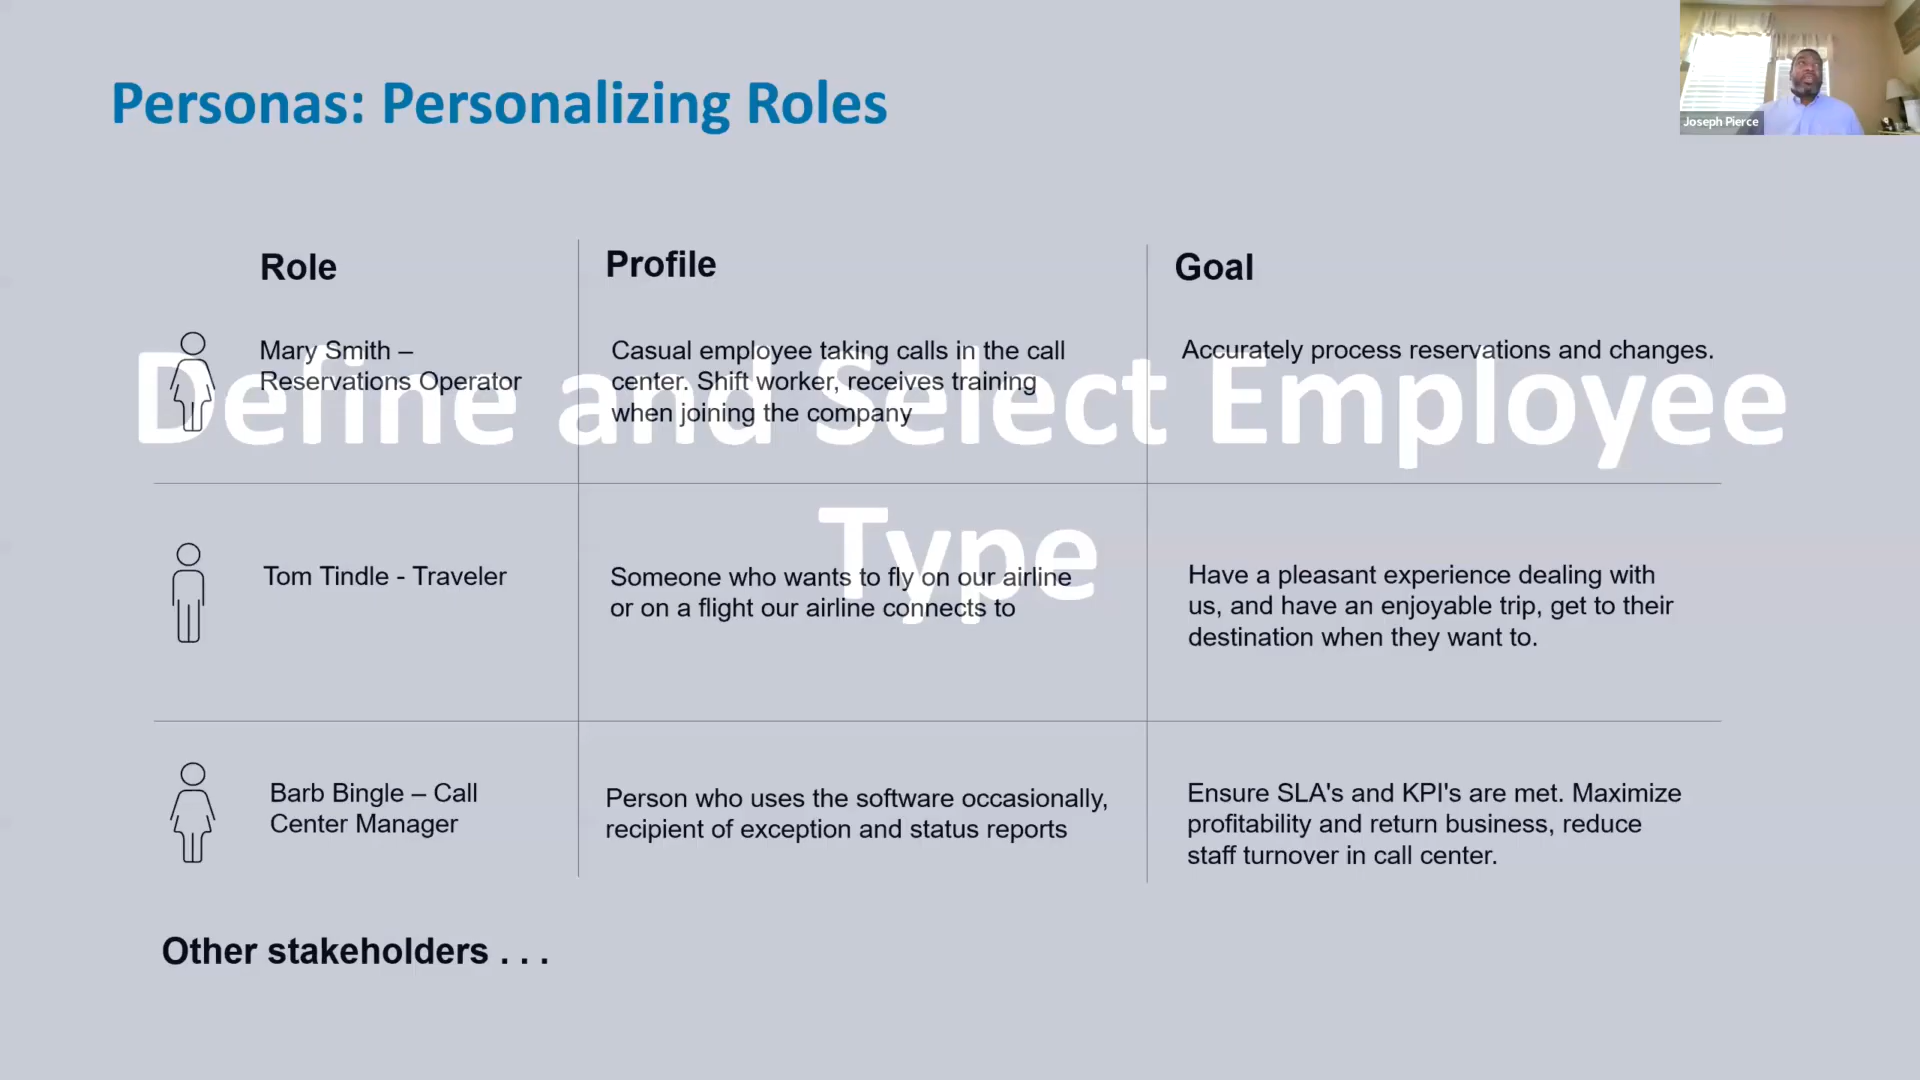 Personas: Personalizing Roles
Joseph Pierce
Role
Profile
Goal
Mary Smith –
Reservations Operator
Casual employee taking calls in the call
center. Shift worker, receives training
when joining the company
Accurately process reservations and changes.
Define and Select Employee
Type
Tom Tindle - Traveler
Someone who wants to fly on our airline
or on a flight our airline connects to
Have a pleasant experience dealing with
us, and have an enjoyable trip, get to their
destination when they want to.
Barb Bingle – Call
Center Manager
Person who uses the software occasionally,
recipient of exception and status reports
Ensure SLA's and KPI's are met. Maximize
profitability and return business, reduce
staff turnover in call center.
Other stakeholders . . .